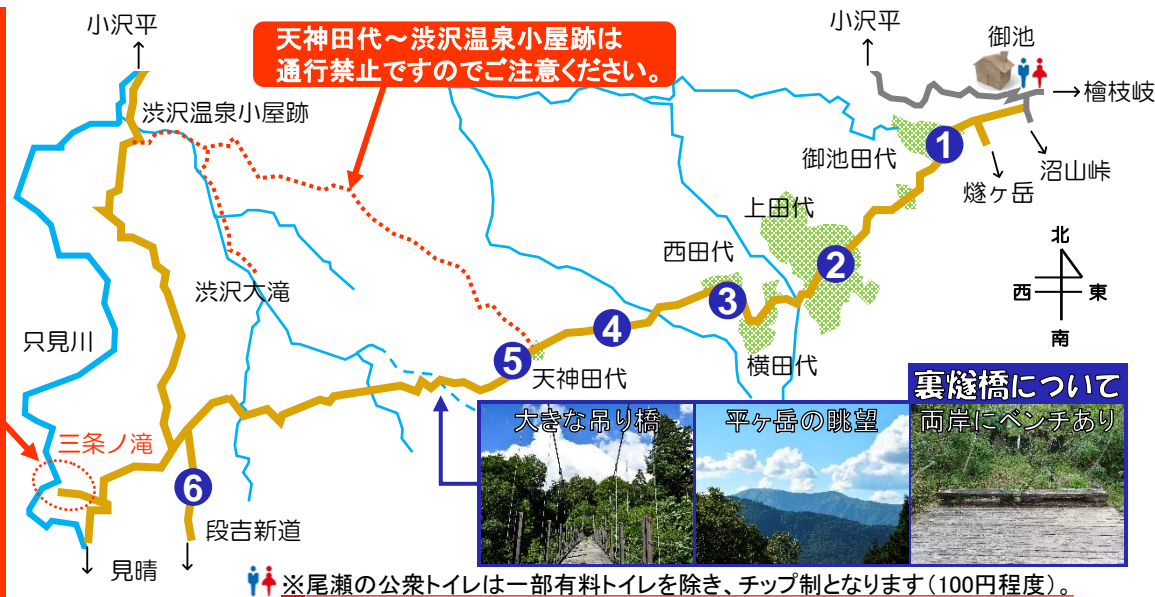 小沢平
天神田代～渋沢温泉小屋跡は
通行禁止ですのでご注意ください。
小沢平
御池
→檜枝岐
渋沢温泉小屋跡
1
御池田代
沼山峠
燧ヶ岳
上田代
北
西田代
2
西 東
渋沢大滝
3
南
只見川
4
横田代
5
天神田代
裏燧橋について
大きな吊り橋
平ヶ岳の眺望
両岸にベンチあり
三条ノ滝
6
段吉新道
見晴
※尾瀬の公衆トイレは一部有料トイレを除き、チップ制となります（100円程度）。